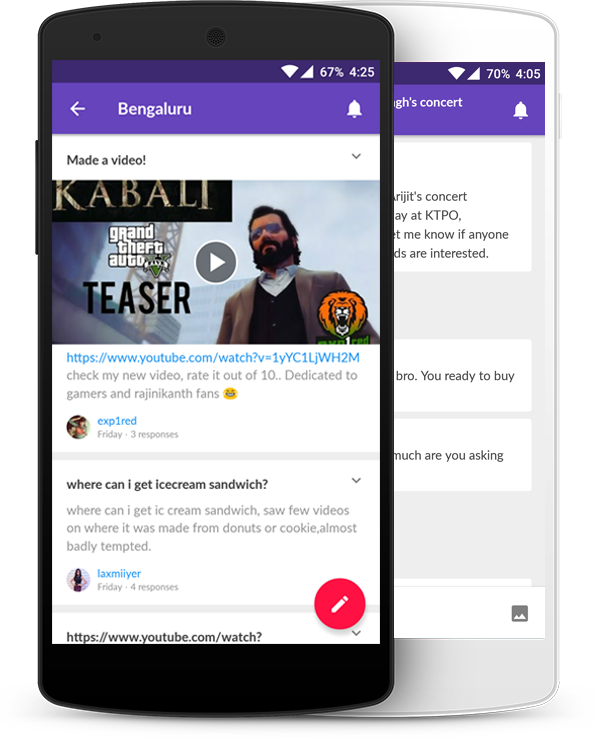 67% 4:25
Bengaluru
Made a video!
KABALI
grand
theft
auto
V
TEASER
exp1red
https://www.youtube.com/watch?v=1yYC1LjWH2M
check my new video, rate it out of 10.. Dedicated to
gamers and rajinikanth fans 😂
exp1red
Friday · 3 responses
where can i get icecream sandwich?
where can i get ic cream sandwich, saw few videos
on where it was made from donuts or cookie,almost
badly tempted.
laxmiiyer
Friday · 4 responses
https://www.youtube.com/watch?
70% 4:05
gh's concert
Arijit's concert
ay at KTPO,
et me know if anyone
ds are interested.
bro. You ready to buy
much are you asking